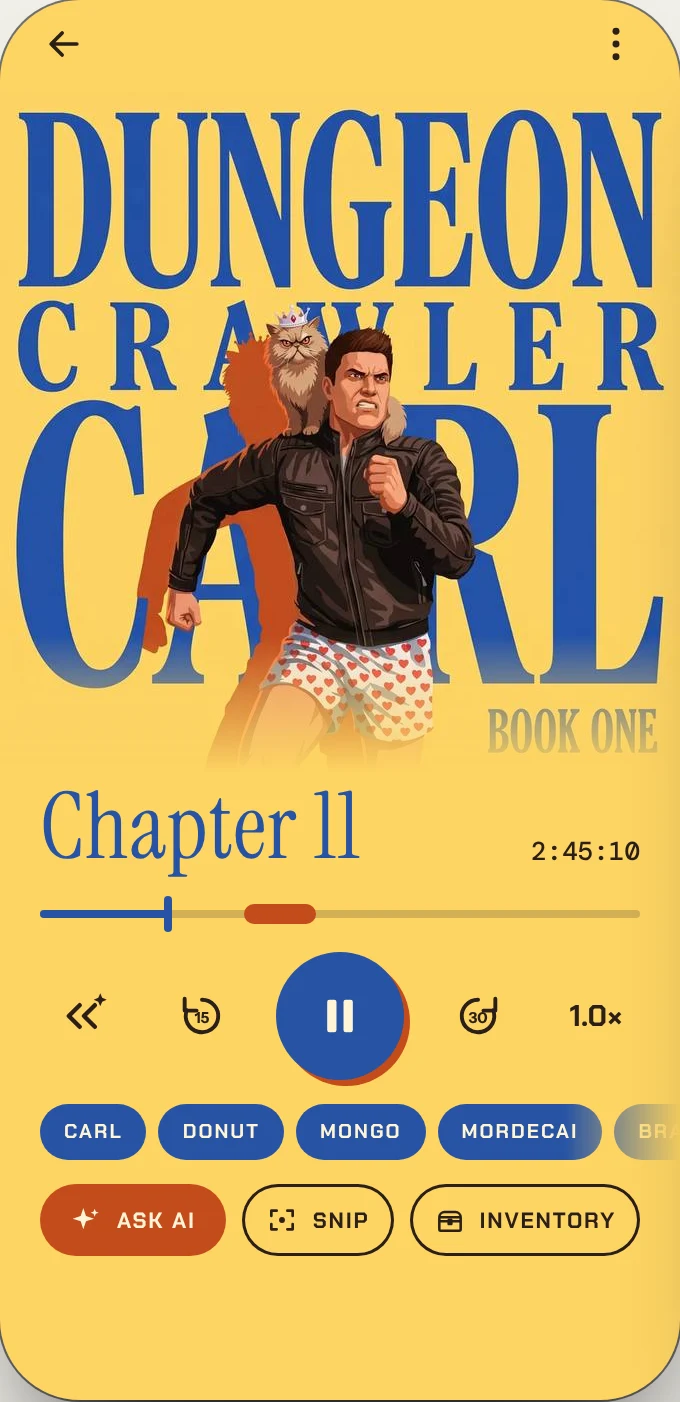 DUNGEON
CRAWLER
CARL
BOOK ONE
Chapter 11
2:45:10
15
30
1.0×
CARL DONUT MONGO MORDECAI BRA
ASK AI SNIP INVENTORY